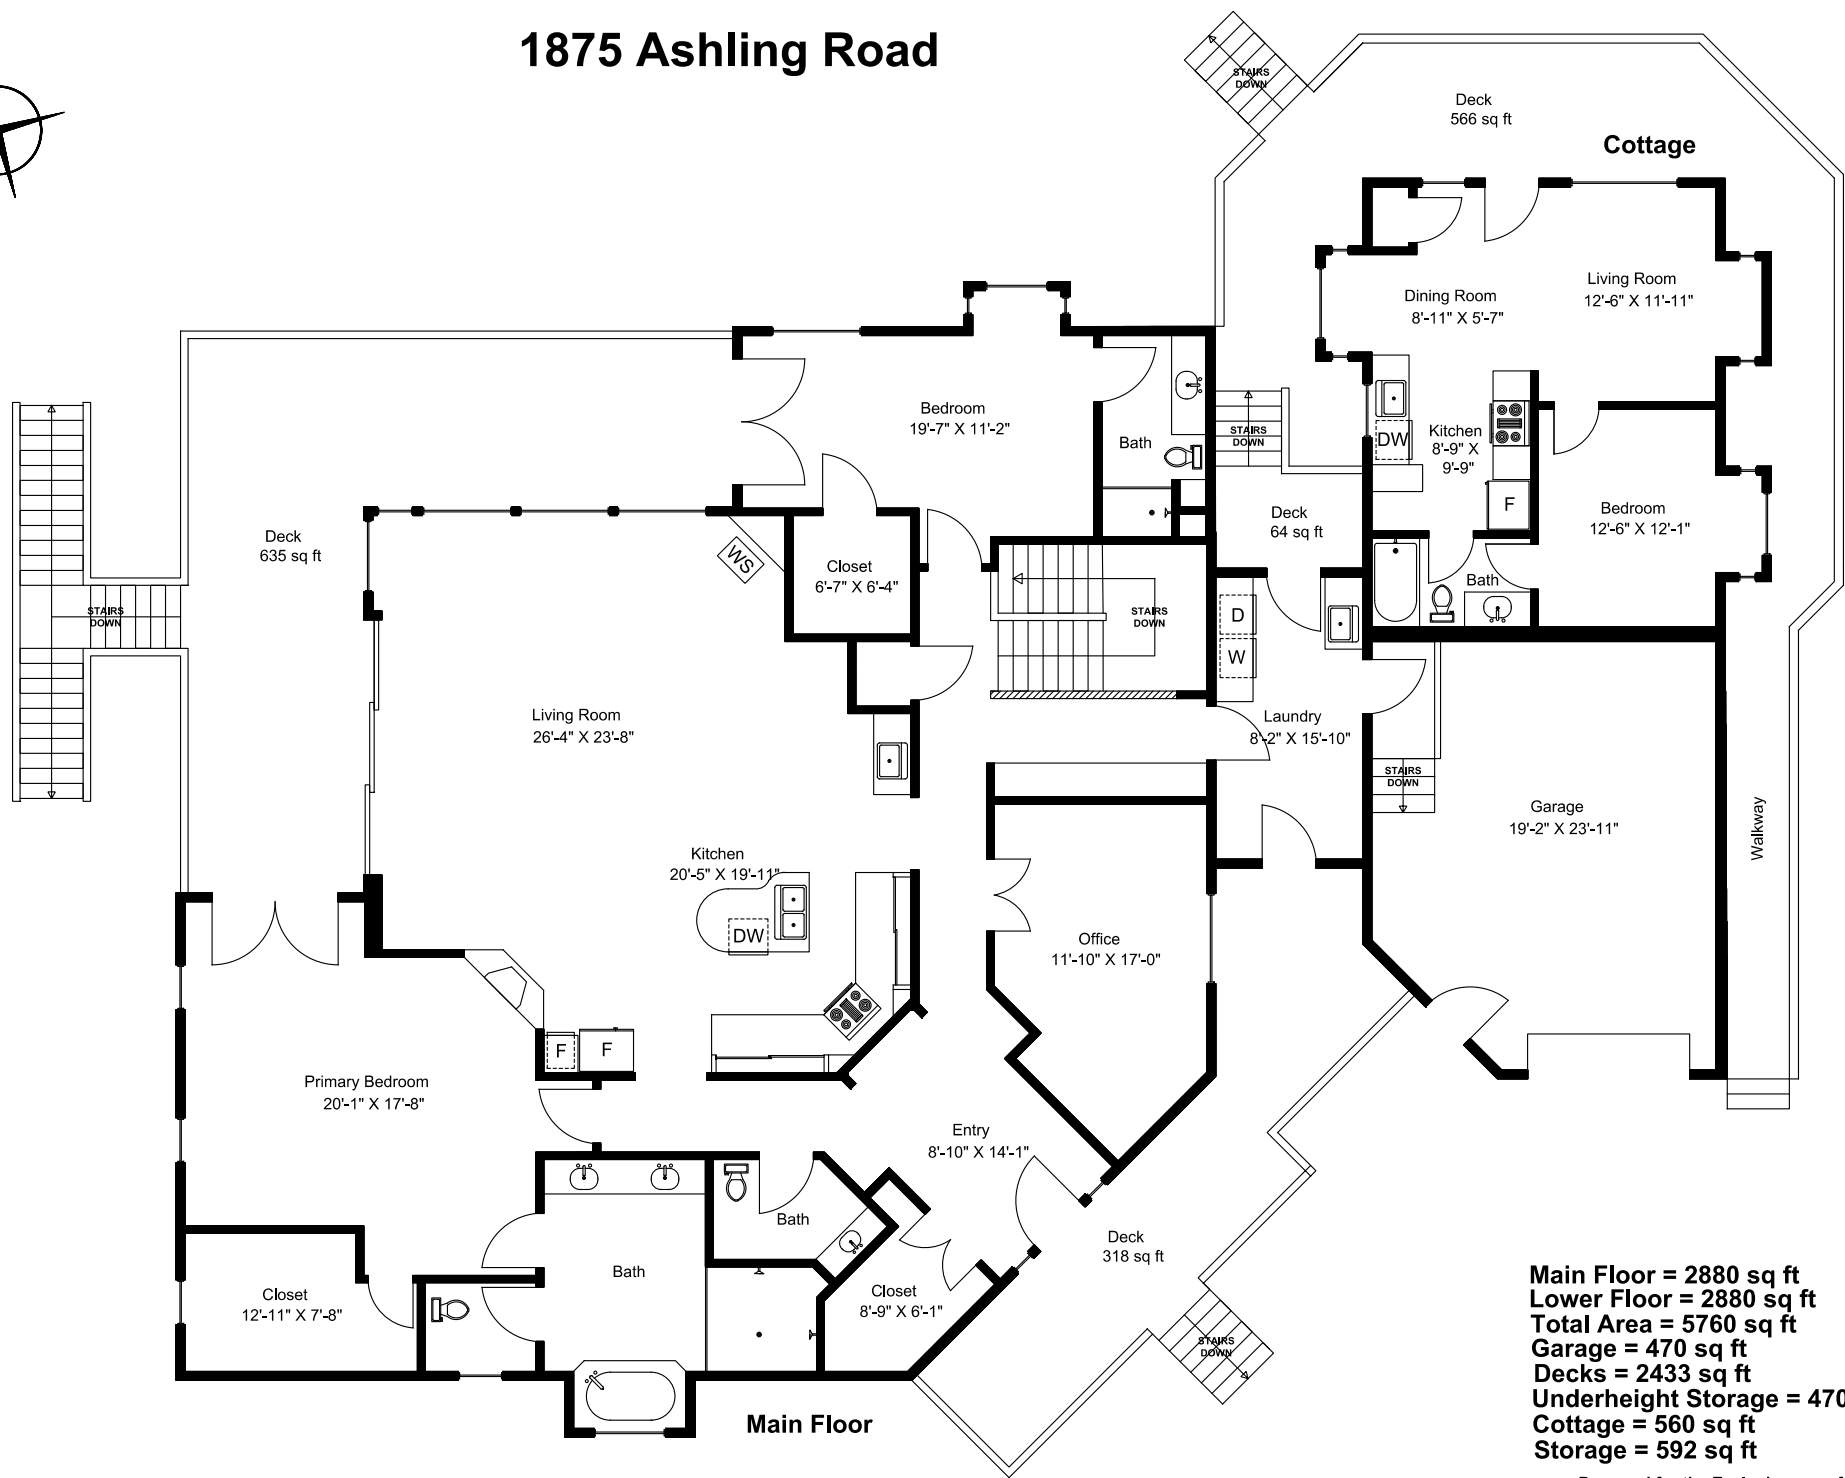 1875 Ashling Road
STAIRS
DOWN
Deck
566 sq ft
Cottage
Living Room
12'-6" X 11'-11"
Dining Room
8'-11" X 5'-7"
Bedroom
19'-7" X 11'-2"
Bath
STAIRS
DOWN
DW
Kitchen
8'-9" X
9'-9"
F
Bedroom
12'-6" X 12'-1"
Deck
635 sq ft
WS
Closet
6'-7" X 6'-4"
Deck
64 sq ft
Bath
STAIRS
DOWN
STAIRS
DOWN
D
W
Living Room
26'-4" X 23'-8"
Laundry
8'-2" X 15'-10"
STAIRS
DOWN
Garage
19'-2" X 23'-11"
Walkway
Kitchen
20'-5" X 19'-11"
DW
Office
11'-10" X 17'-0"
F
F
Primary Bedroom
20'-1" X 17'-8"
Entry
8'-10" X 14'-1"
Bath
Deck
318 sq ft
Bath
Closet
12'-11" X 7'-8"
Closet
8'-9" X 6'-1"
STAIRS
DOWN
Main Floor
Main Floor = 2880 sq ft
Lower Floor = 2880 sq ft
Total Area = 5760 sq ft
Garage = 470 sq ft
Decks = 2433 sq ft
Underheight Storage = 470
Cottage = 560 sq ft
Storage = 592 sq ft